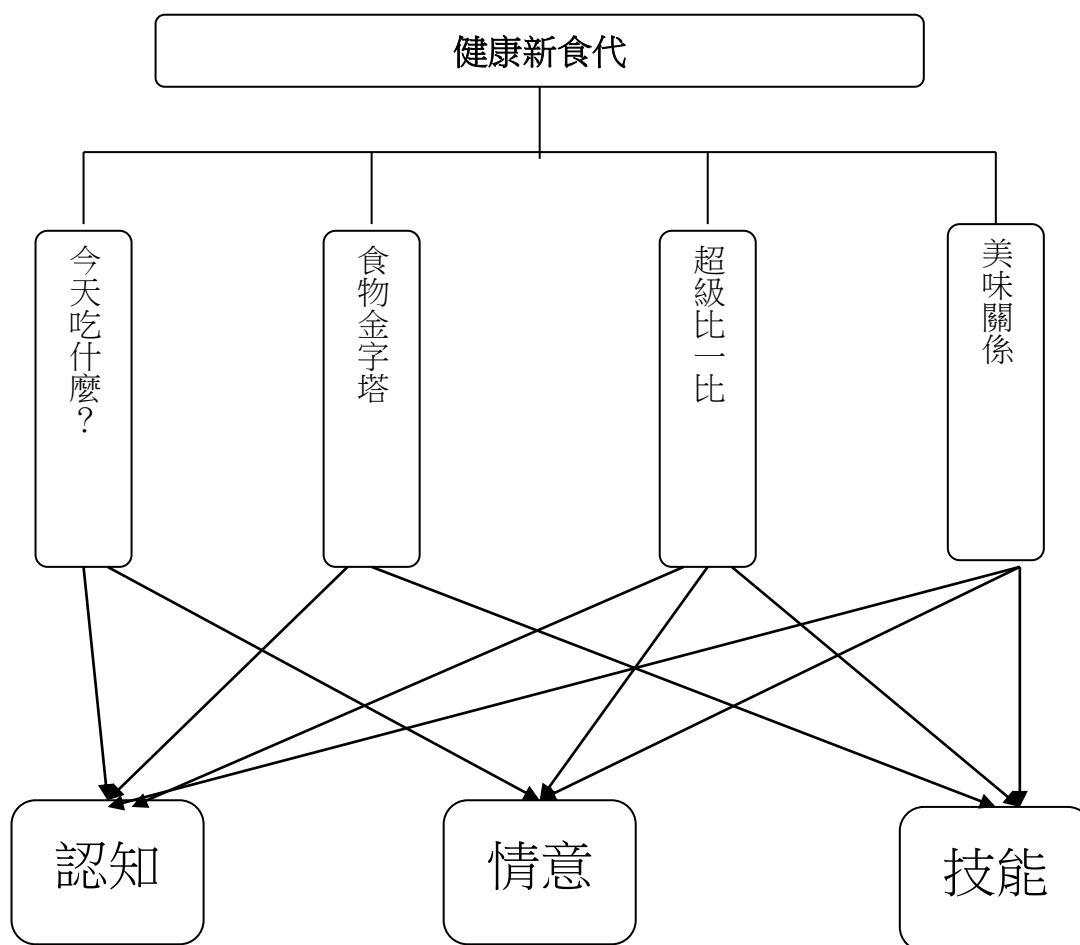 健康新食代
今天吃什麼？
食物金字塔
超級比一比
美味關係
認知
情意
技能